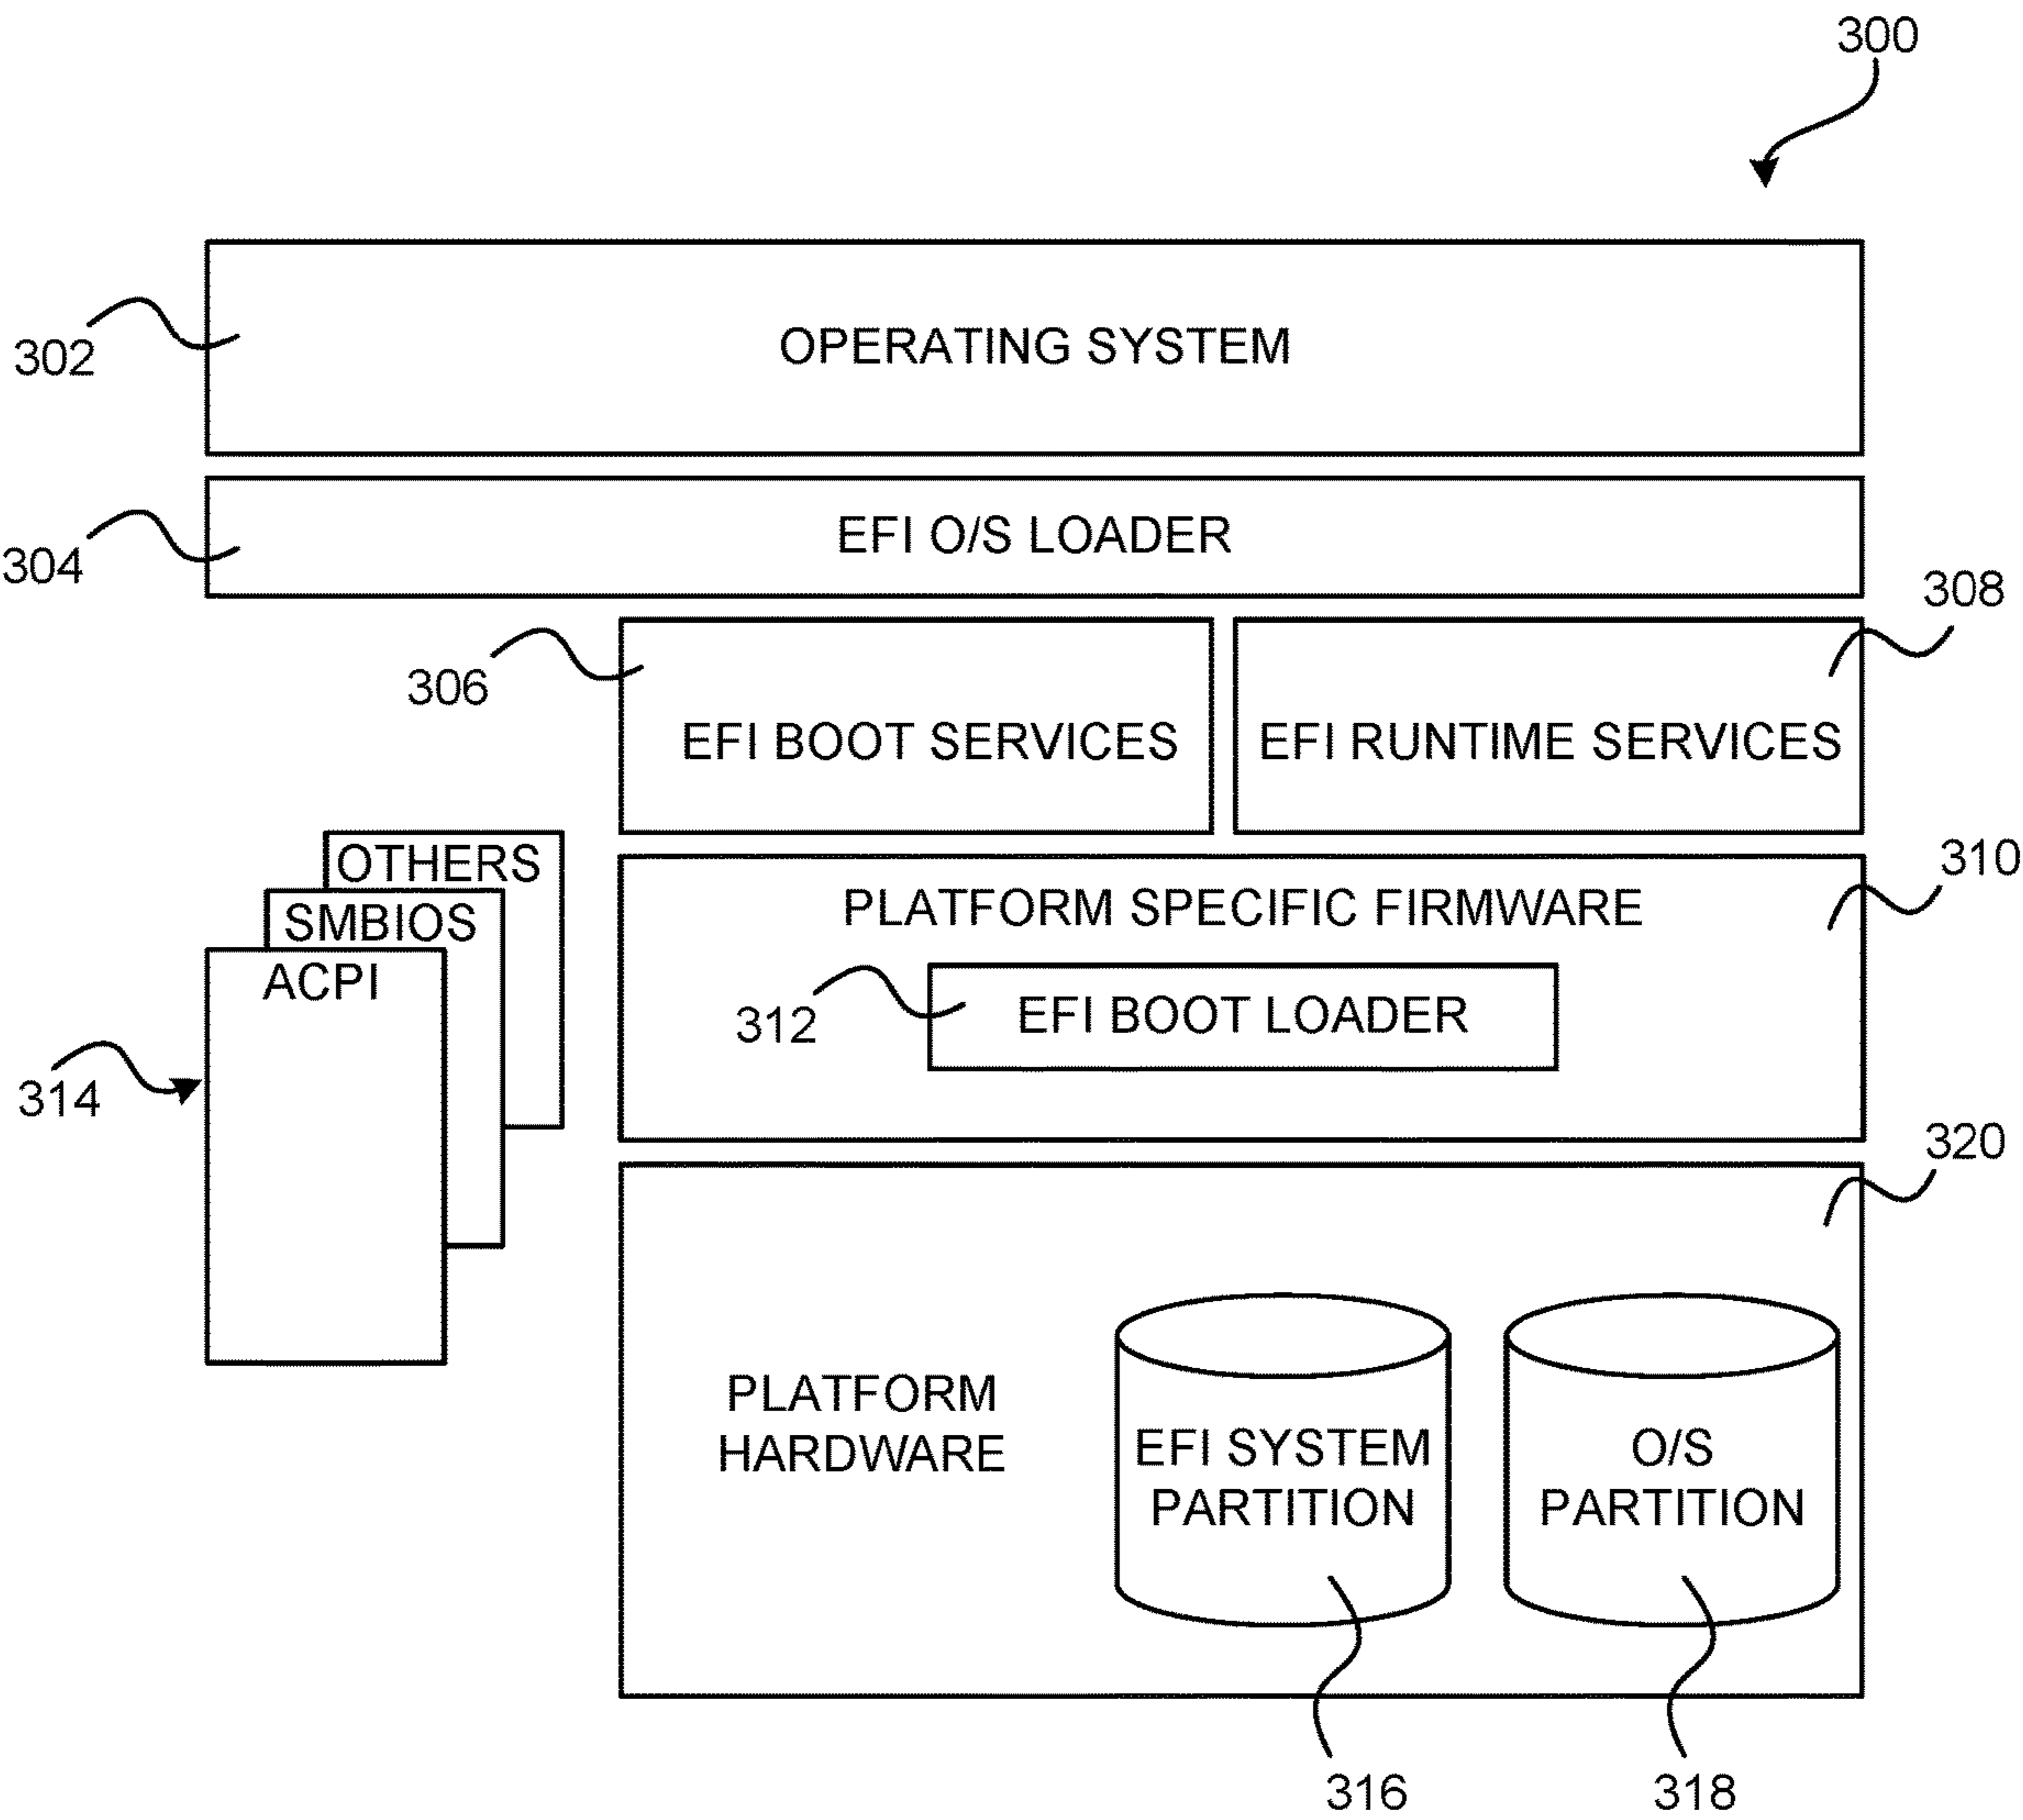 300
302
OPERATING SYSTEM
304
EFI O/S LOADER
308
306
EFI BOOT SERVICES
EFI RUNTIME SERVICES
OTHERS
SMBIOS
ACPI
314
310
PLATFORM SPECIFIC FIRMWARE
312
EFI BOOT LOADER
320
PLATFORM
HARDWARE
EFI SYSTEM
PARTITION
O/S
PARTITION
316
318